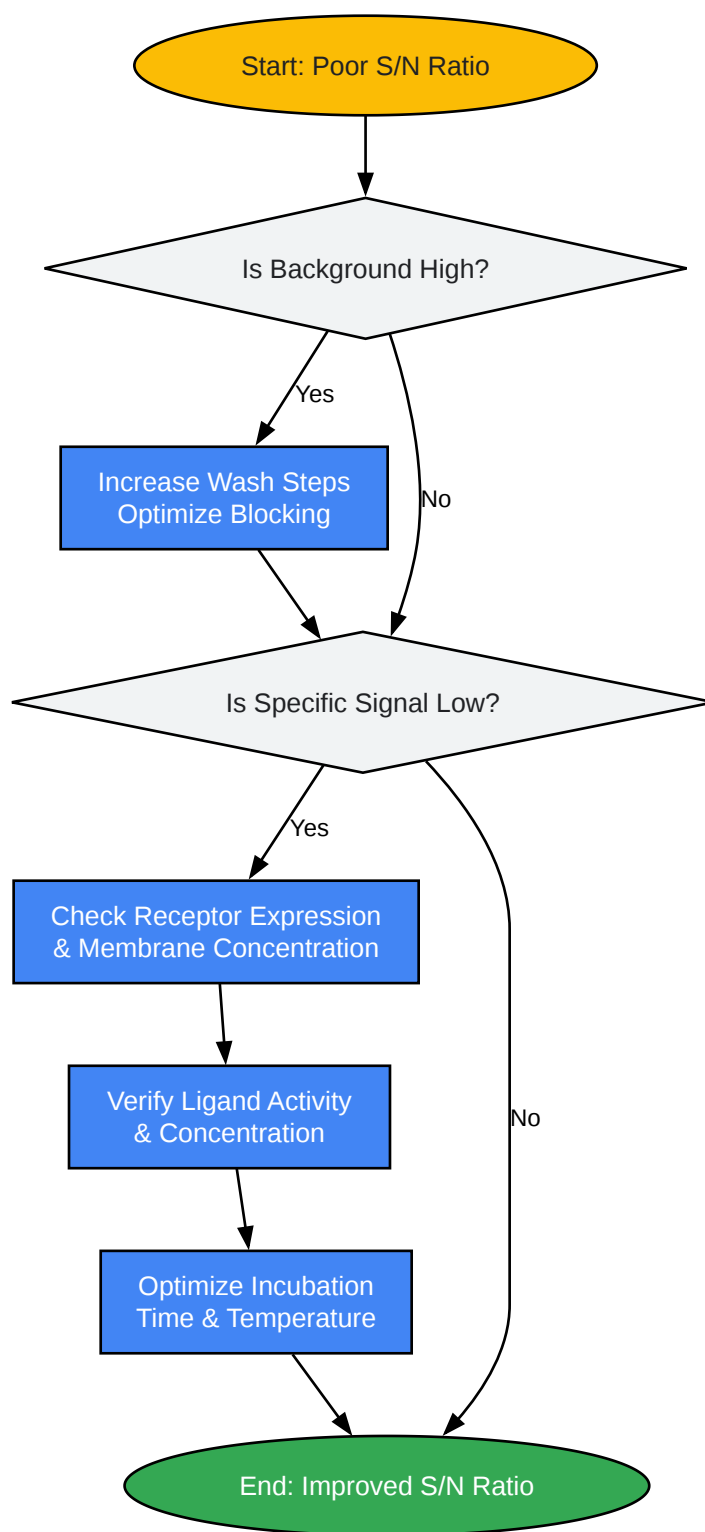 Start: Poor S/N Ratio
Is Background High?
Yes
Increase Wash Steps
Optimize Blocking
No
Is Specific Signal Low?
Yes
Check Receptor Expression
& Membrane Concentration
Verify Ligand Activity
& Concentration
No
Optimize Incubation
Time & Temperature
End: Improved S/N Ratio